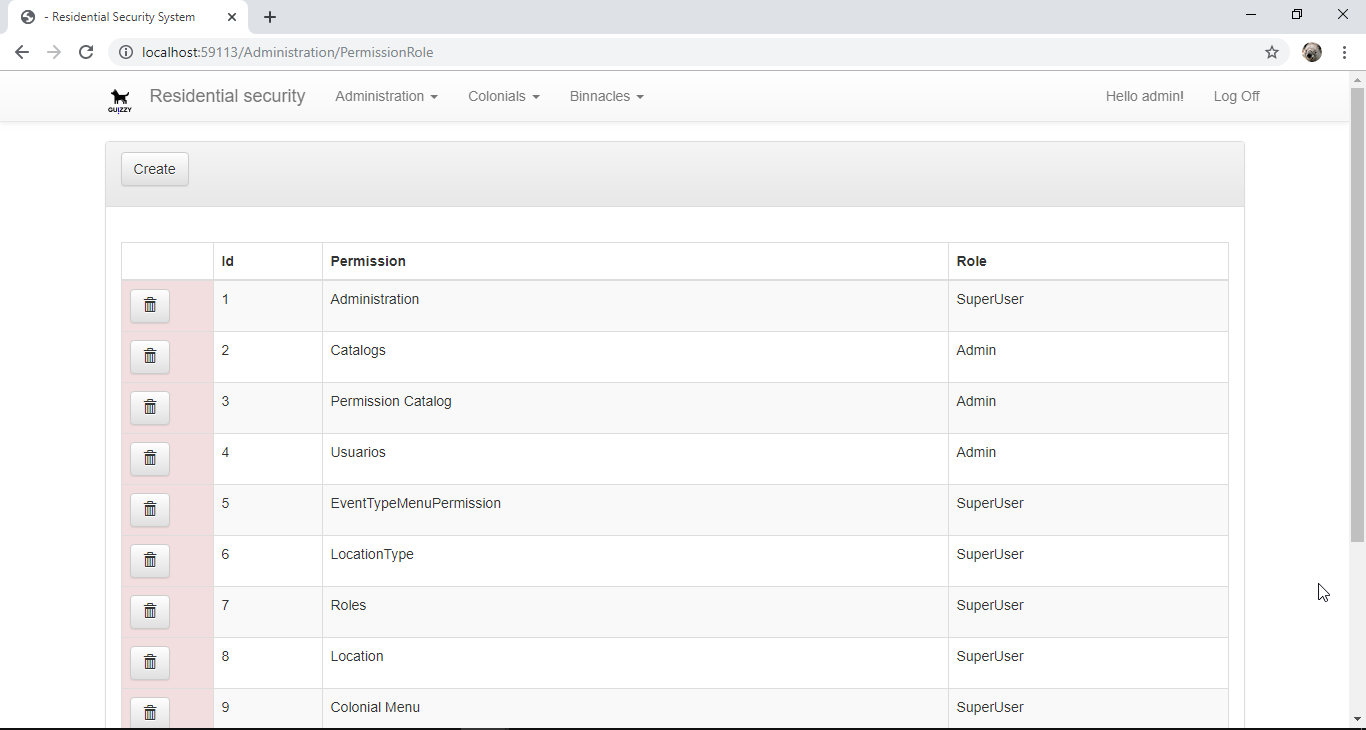 - Residential Security System
localhost:59113/Administration/PermissionRole
GUIZZY
Residential security Administration Colonials Binnacles Hello admin! Log Off
Create
Id Permission Role
1 Administration SuperUser
2 Catalogs Admin
3 Permission Catalog Admin
4 Usuarios Admin
5 EventTypeMenuPermission SuperUser
6 LocationType SuperUser
7 Roles SuperUser
8 Location SuperUser
9 Colonial Menu SuperUser